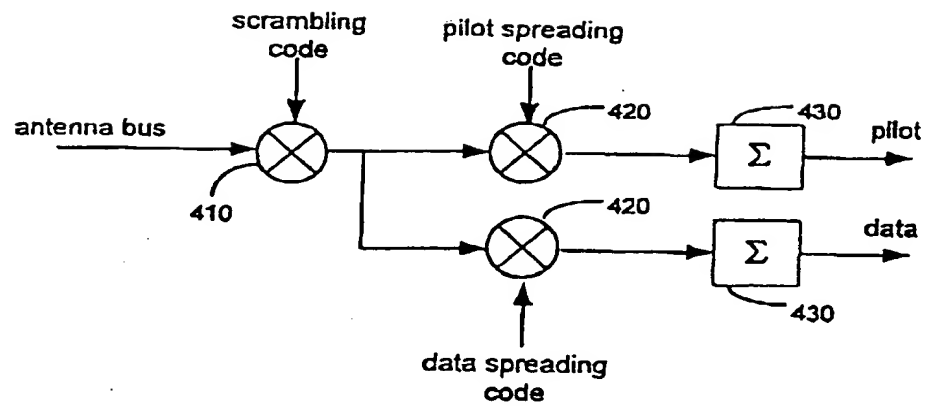 scrambling
code
pilot spreading
code
420
430
antenna bus
pilot
Σ
410
420
data
Σ
430
data spreading
code